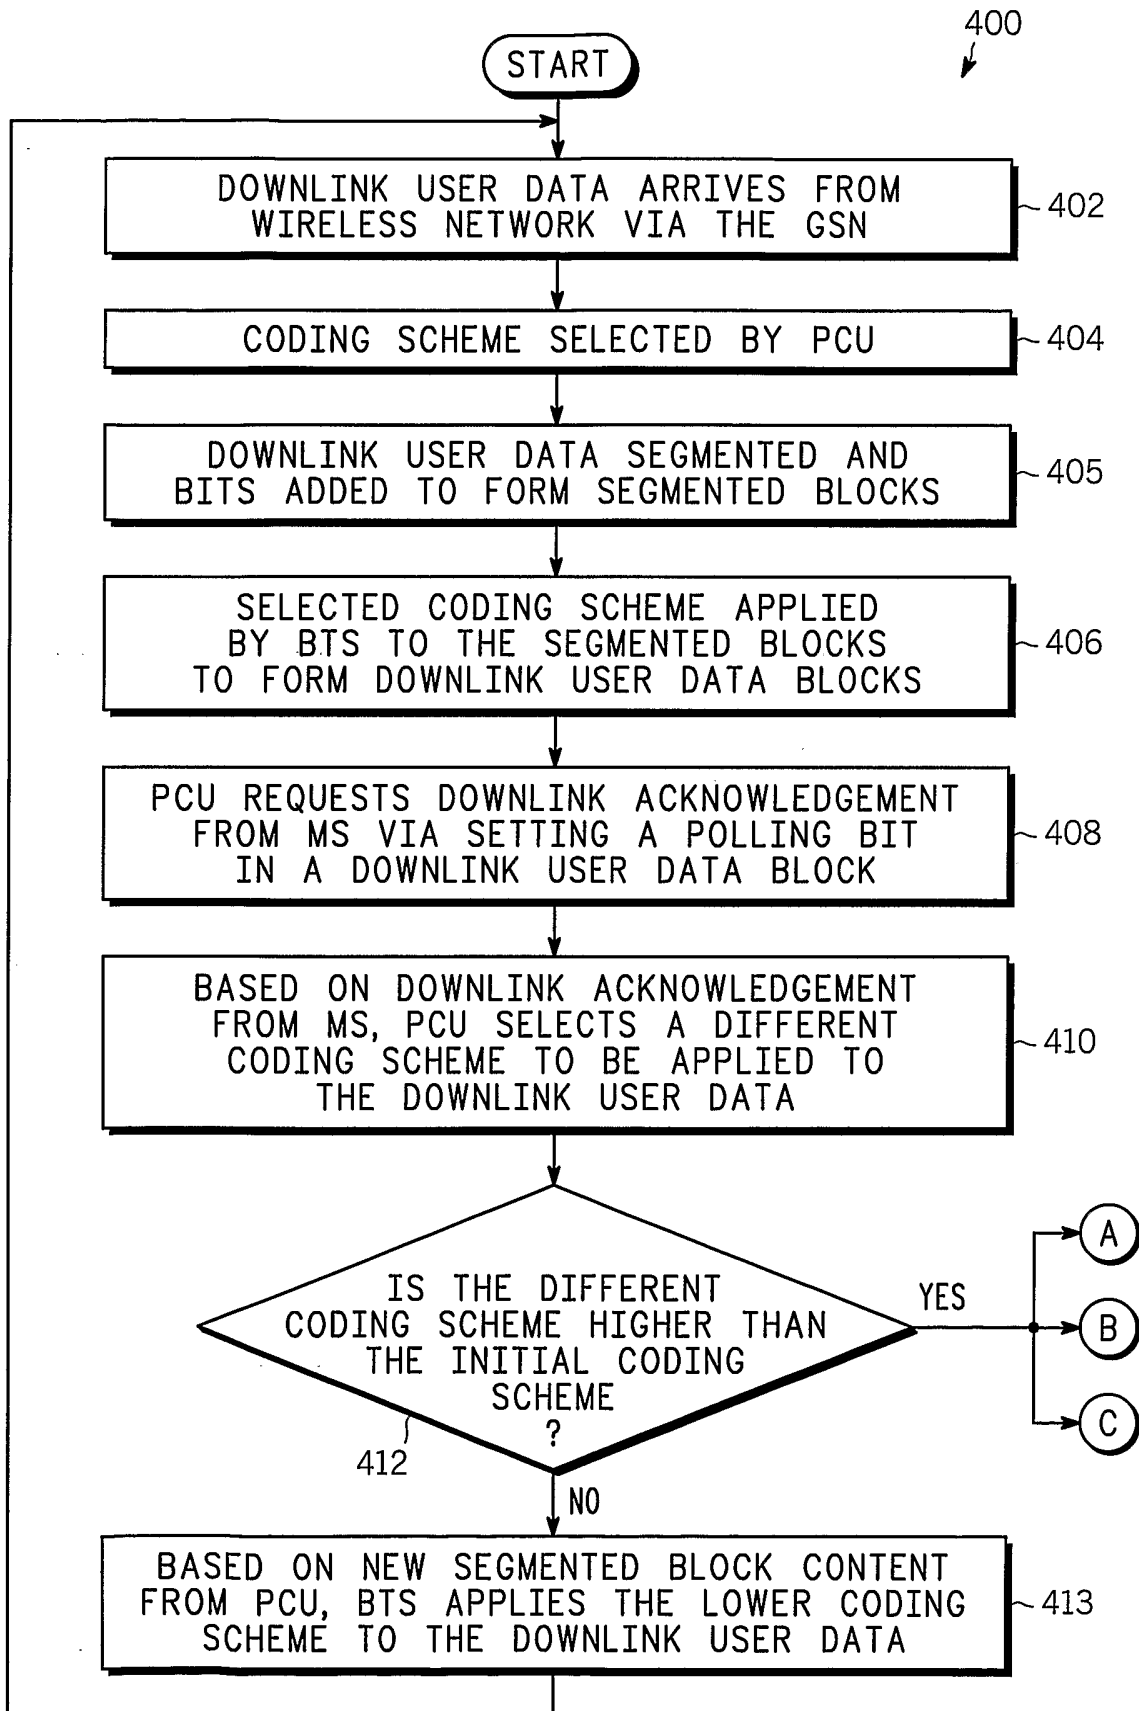 400
START
DOWNLINK USER DATA ARRIVES FROM
WIRELESS NETWORK VIA THE GSN
402
CODING SCHEME SELECTED BY PCU
404
DOWNLINK USER DATA SEGMENTED AND
BITS ADDED TO FORM SEGMENTED BLOCKS
405
SELECTED CODING SCHEME APPLIED
BY BTS TO THE SEGMENTED BLOCKS
TO FORM DOWNLINK USER DATA BLOCKS
406
PCU REQUESTS DOWNLINK ACKNOWLEDGEMENT
FROM MS VIA SETTING A POLLING BIT
IN A DOWNLINK USER DATA BLOCK
408
BASED ON DOWNLINK ACKNOWLEDGEMENT
FROM MS, PCU SELECTS A DIFFERENT
CODING SCHEME TO BE APPLIED TO
THE DOWNLINK USER DATA
410
IS THE DIFFERENT
CODING SCHEME HIGHER THAN
THE INITIAL CODING
SCHEME
?
412
YES
A
B
C
NO
BASED ON NEW SEGMENTED BLOCK CONTENT
FROM PCU, BTS APPLIES THE LOWER CODING
SCHEME TO THE DOWNLINK USER DATA
413